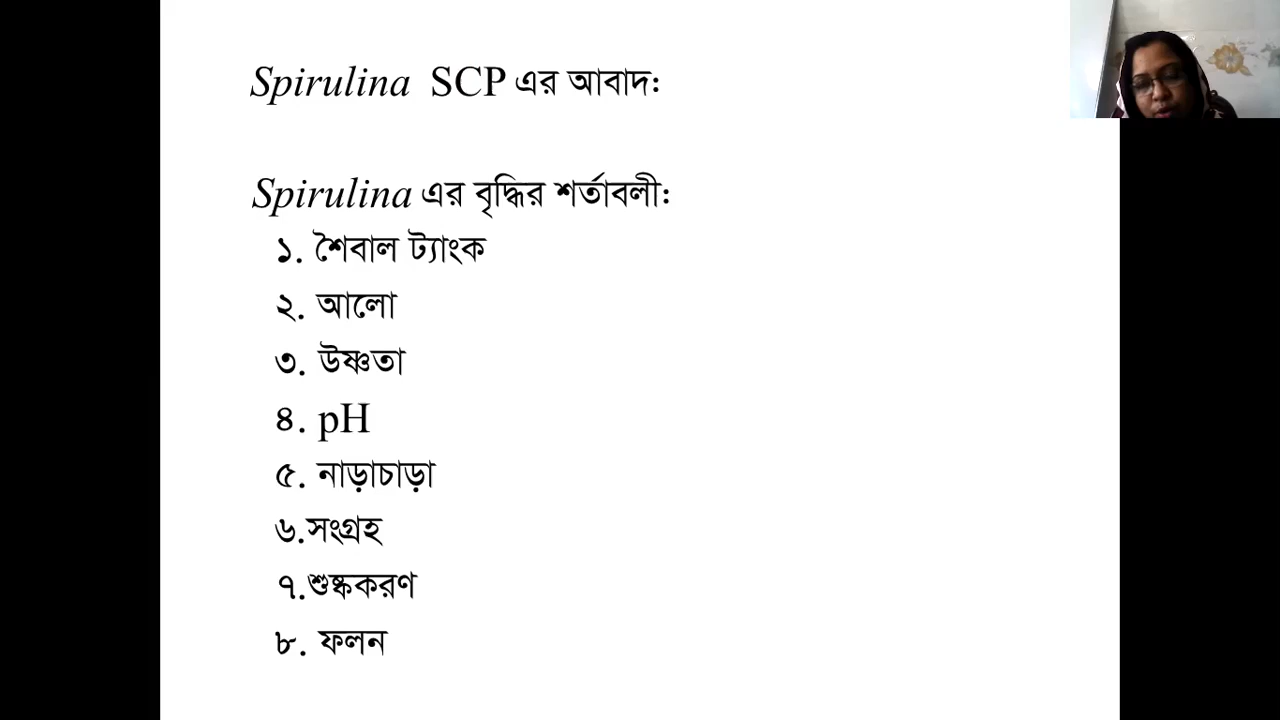 Spirulina SCP এর আবাদঃ
Spirulina এর বৃদ্ধির শর্তাবলীঃ
১. শৈবাল ট্যাংক
২. আলো
৩. উষ্ণতা
৪. pH
৫. নাড়াচাড়া
৬.সংগ্রহ
৭.শুষ্ককরণ
৮. ফলন